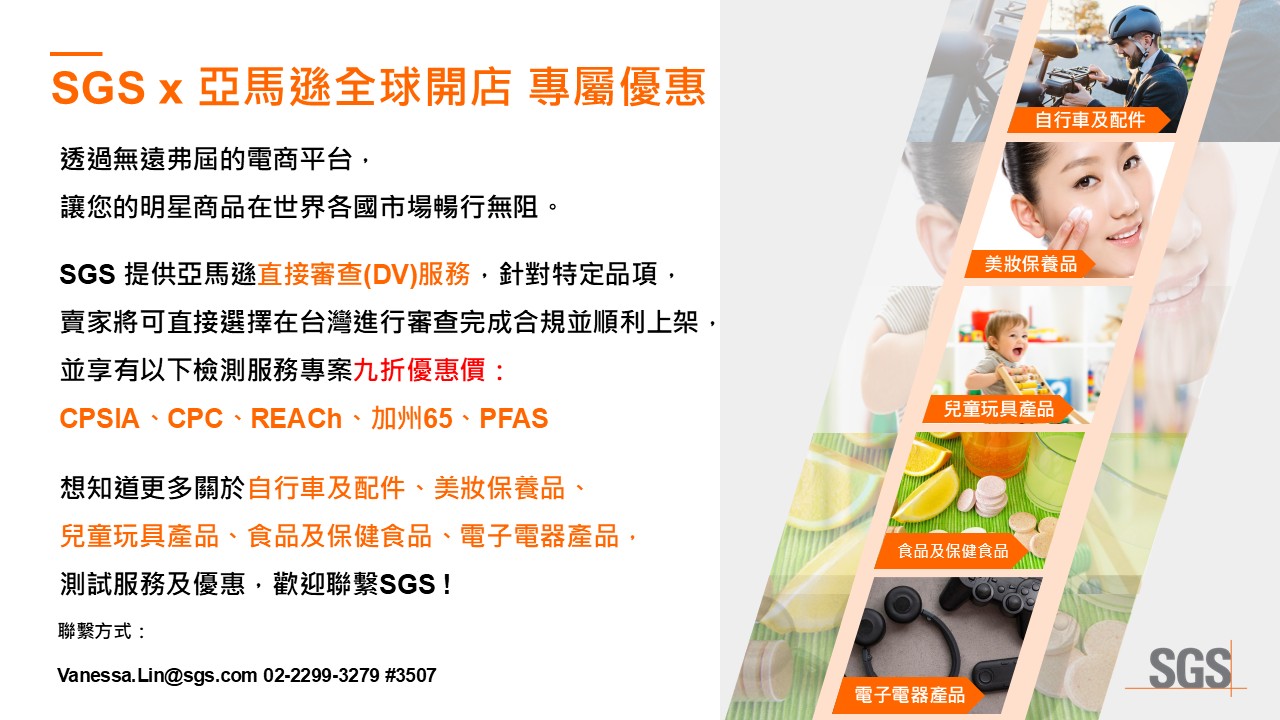 SGS x 亞馬遜全球開店 專屬優惠
透過無遠弗屆的電商平台，
讓您的明星商品在世界各國市場暢行無阻。
SGS 提供亞馬遜直接審查(DV)服務，針對特定品項，
賣家將可直接選擇在台灣進行審查完成合規並順利上架，
並享有以下檢測服務專案九折優惠價：
CPSIA、CPC、REACh、加州65、PFAS
想知道更多關於自行車及配件、美妝保養品、
兒童玩具產品、食品及保健食品、電子電器產品，
測試服務及優惠，歡迎聯繫SGS！
聯繫方式：
Vanessa.Lin@sgs.com 02-2299-3279 #3507
自行車及配件
美妝保養品
兒童玩具產品
食品及保健食品
電子電器產品
SGS